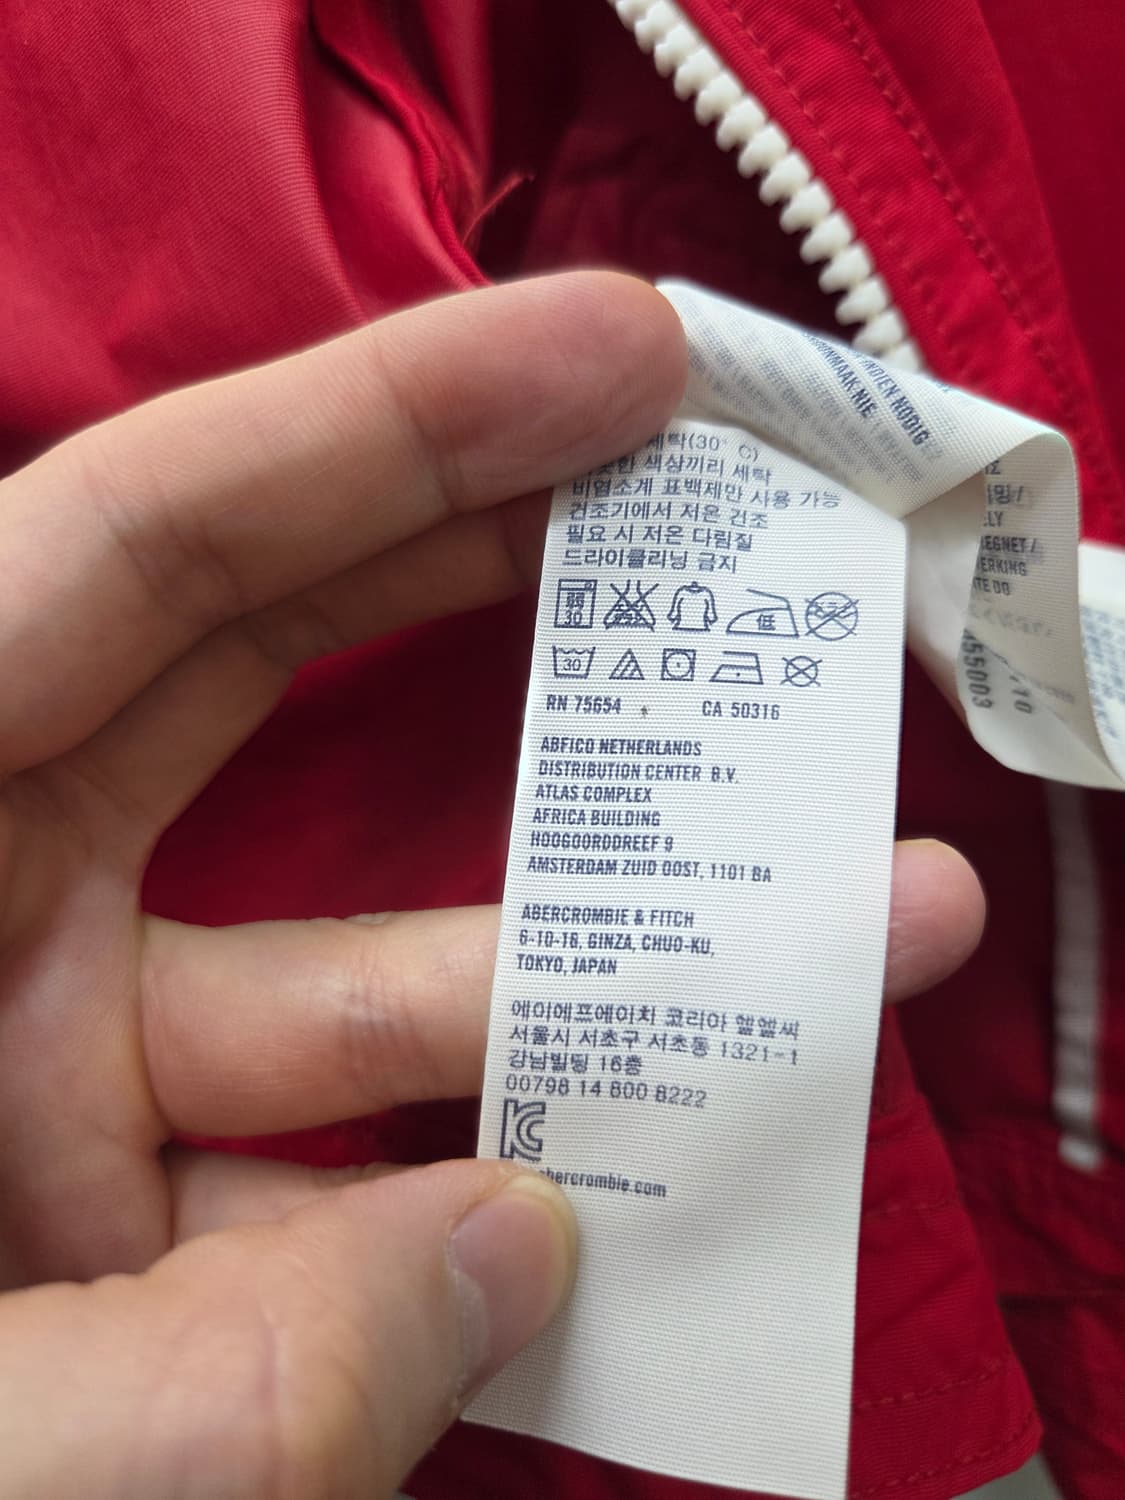 INDIEN NODIG
세탁(30° C)
색상끼리 세탁
비염소계 표백제만 사용 가능
건조기에서 저온 건조
필요 시 저온 다림질
드라이클리닝 금지
30
低
30
RN 75654 CA 50316
ABFICO NETHERLANDS
DISTRIBUTION CENTER B.V.
ATLAS COMPLEX
AFRICA BUILDING
HOOGOORDDREEF 9
AMSTERDAM ZUID OOST, 1101 BA
ABERCROMBIE & FITCH
6-10-16, GINZA, CHUO-KU,
TOKYO, JAPAN
에이에프에이치 코리아 엘엘씨
서울시 서초구 서초동 1321-1
강남빌딩 16층
00798 14 800 8222
KC
abercrombie.com